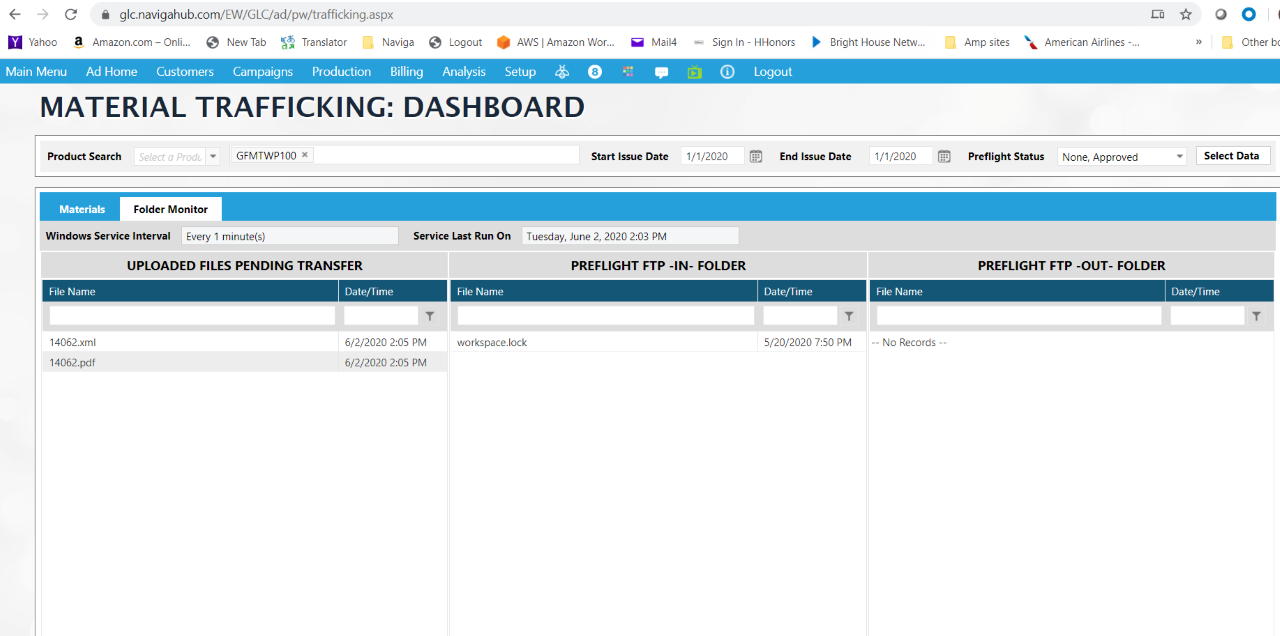 glc.navigahub.com/EW/GLC/ad/pw/trafficking.aspx
Yahoo Amazon.com – Onli... New Tab Translator Naviga Logout AWS | Amazon Wor... Mail4 Sign In - HHonors Bright House Netw... Amp sites American Airlines -... » Other bo
Main Menu Ad Home Customers Campaigns Production Billing Analysis Setup 8 Logout
MATERIAL TRAFFICKING: DASHBOARD
Product Search Select a Produ GFMTWP100 × Start Issue Date 1/1/2020 End Issue Date 1/1/2020 Preflight Status None, Approved Select Data
Materials Folder Monitor
Windows Service Interval Every 1 minute(s) Service Last Run On Tuesday, June 2, 2020 2:03 PM
UPLOADED FILES PENDING TRANSFER PREFLIGHT FTP -IN- FOLDER PREFLIGHT FTP -OUT- FOLDER
File Name Date/Time File Name Date/Time File Name Date/Time
14062.xml 6/2/2020 2:05 PM workspace.lock 5/20/2020 7:50 PM -- No Records --
14062.pdf 6/2/2020 2:05 PM